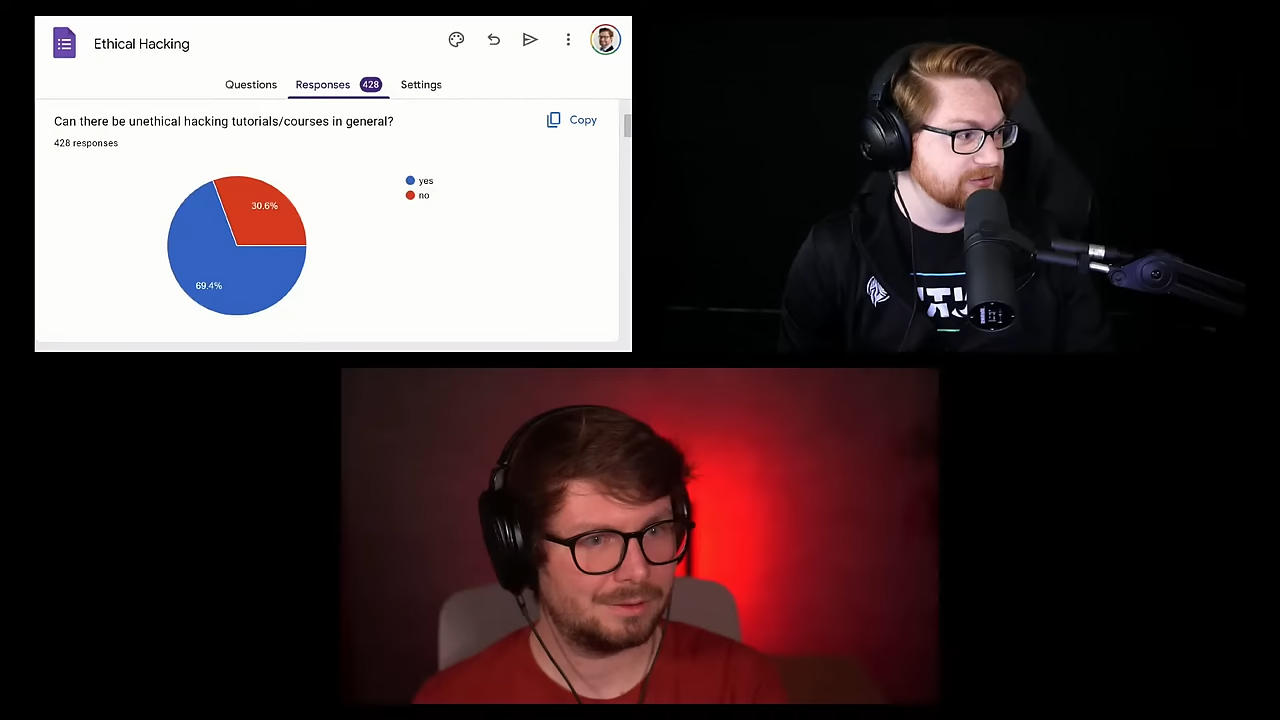 Ethical Hacking
Questions
Responses 428
Settings
Can there be unethical hacking tutorials/courses in general?
Copy
428 responses
yes
no
30.6%
69.4%